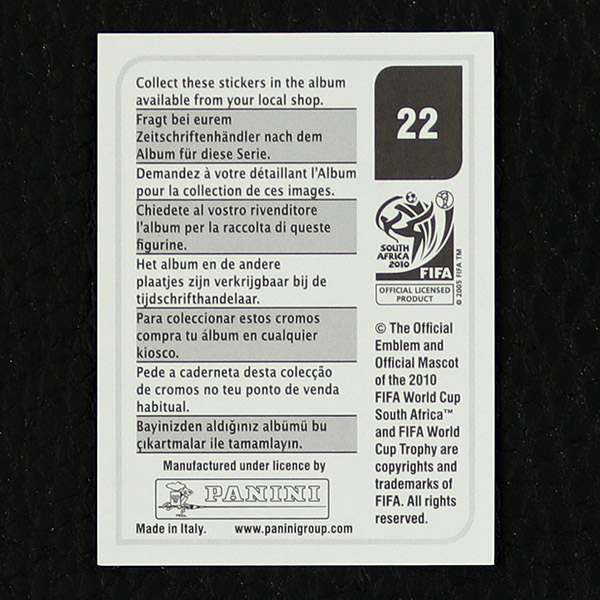 Collect these stickers in the album
available from your local shop.
Fragt bei eurem
Zeitschriftenhändler nach dem
Album für diese Serie.
Demandez à votre détaillant l'Album
pour la collection de ces images.
Chiedete al vostro rivenditore
l'album per la raccolta di queste
figurine.
Het album en de andere
plaatjes zijn verkrijgbaar bij de
tijdschrifthandelaar.
Para coleccionar estos cromos
compra tu álbum en cualquier
kiosco.
Pede a caderneta desta colecção
de cromos no teu ponto de venda
habitual.
Bayinizden aldığınız albümü bu
çıkartmalar ile tamamlayın.
Manufactured under licence by
PANINI
Made in Italy. www.paninigroup.com
22
SOUTH
AFRICA
2010
FIFA
OFFICIAL LICENSED
PRODUCT
© 2005 FIFA TM
© The Official
Emblem and
Official Mascot
of the 2010
FIFA World Cup
South Africa™
and FIFA World
Cup Trophy are
copyrights and
trademarks of
FIFA. All rights
reserved.